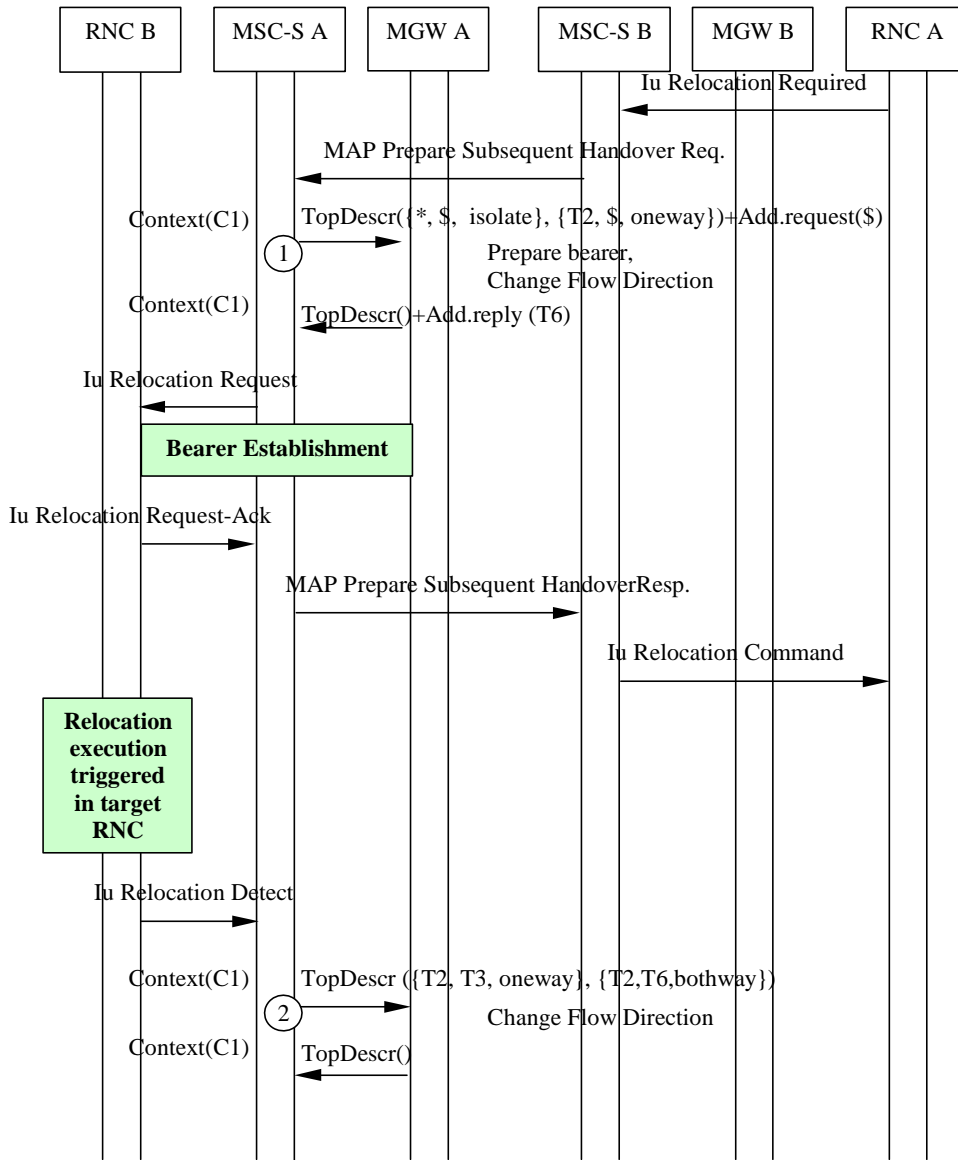 RNC B
MSC-S A
MGW A
MSC-S B
MGW B
RNC A
Iu Relocation Required
MAP Prepare Subsequent Handover Req.
Context(C1)
TopDescr({*, $, isolate}, {T2, $, oneway})+Add.request($)
1
Prepare bearer,
Change Flow Direction
Context(C1)
TopDescr()+Add.reply (T6)
Iu Relocation Request
Bearer Establishment
Iu Relocation Request-Ack
MAP Prepare Subsequent HandoverResp.
Iu Relocation Command
Relocation
execution
triggered
in target
RNC
Iu Relocation Detect
Context(C1)
TopDescr ({T2, T3, oneway}, {T2,T6,bothway})
2
Change Flow Direction
Context(C1)
TopDescr()